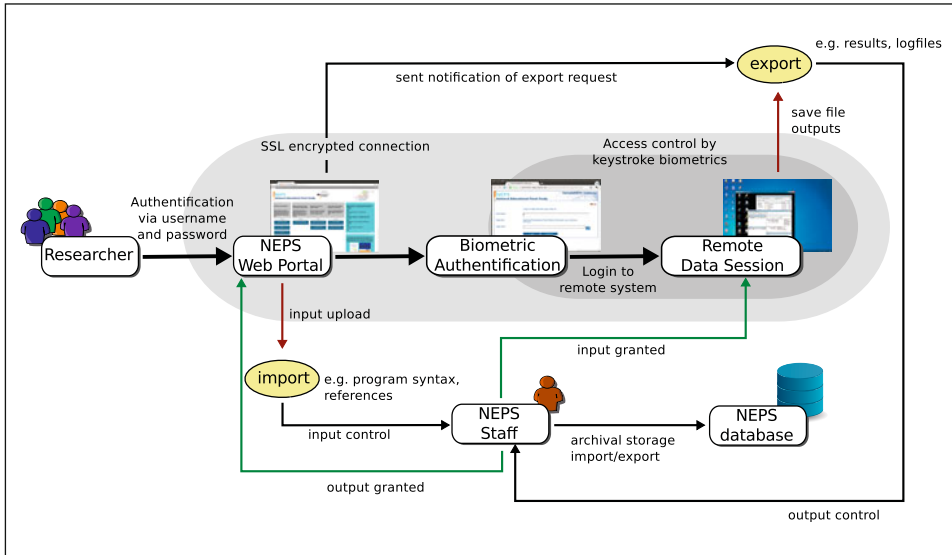 e.g. results, logfiles
export
sent notification of export request
save file
outputs
SSL encrypted connection
Access control by
keystroke biometrics
Authentification
via username
and password
Researcher
NEPS
Web Portal
Biometric
Authentification
Login to
remote system
Remote
Data Session
input upload
input granted
import
e.g. program syntax,
references
input control
NEPS
Staff
archival storage
import/export
NEPS
database
output granted
output control